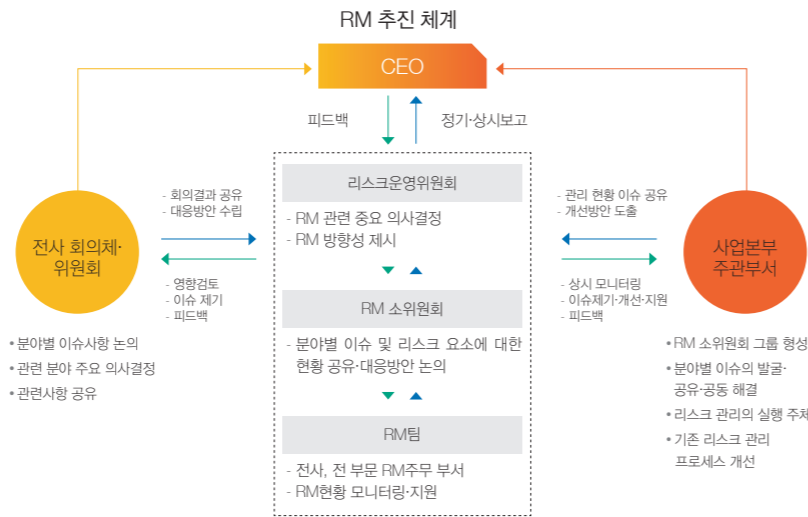 RM 추진 체계
CEO
피드백
정기·상시보고
- 회의결과 공유
- 대응방안 수립
전사 회의체·
위원회
- 영향검토
- 이슈 제기
- 피드백
• 분야별 이슈사항 논의
• 관련 분야 주요 의사결정
• 관련사항 공유
리스크운영위원회
- RM 관련 중요 의사결정
- RM 방향성 제시
RM 소위원회
- 분야별 이슈 및 리스크 요소에 대한
현황 공유·대응방안 논의
RM팀
- 전사, 전 부문 RM주무 부서
- RM현황 모니터링·지원
- 관리 현황 이슈 공유
- 개선방안 도출
사업본부
주관부서
- 상시 모니터링
- 이슈제기·개선·지원
- 피드백
• RM 소위원회 그룹 형성
• 분야별 이슈의 발굴·
공유·공동 해결
• 리스크 관리의 실행 주체
• 기존 리스크 관리
프로세스 개선